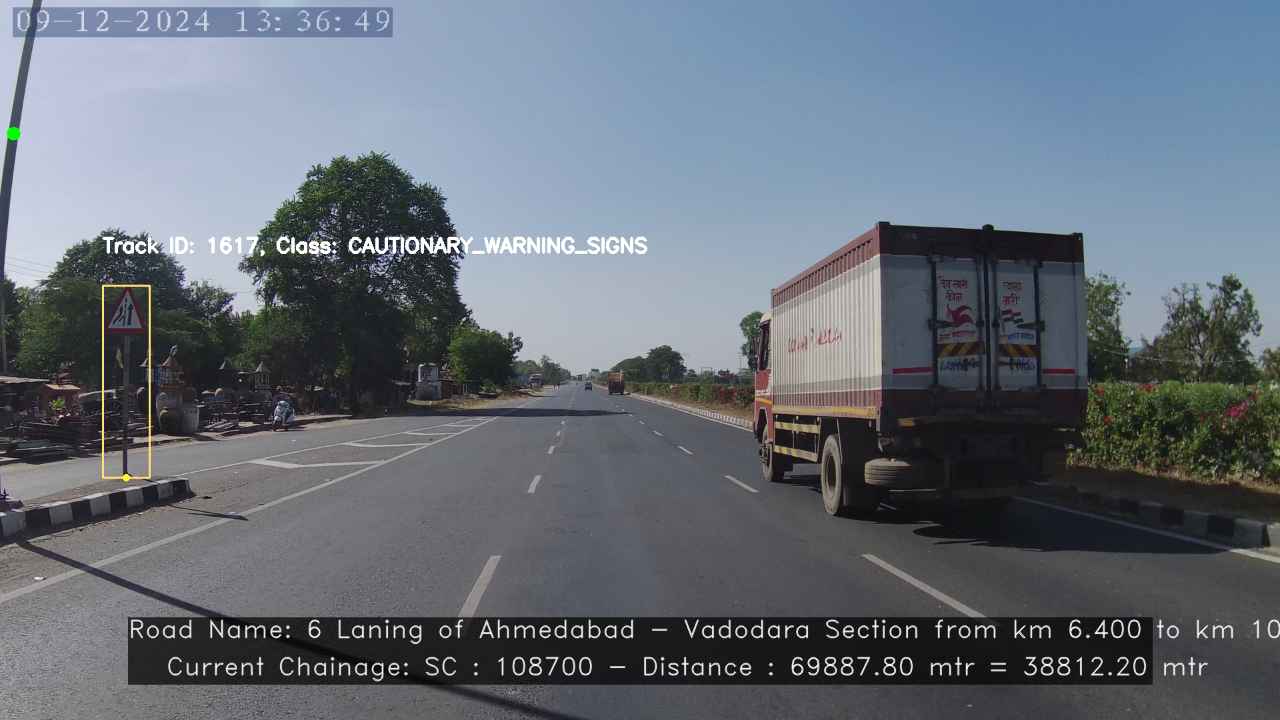 09-12-2024 13:36:49
Track ID: 1617, Class: CAUTIONARY_WARNING_SIGNS
Road Name: 6 Laning of Ahmedabad - Vadodara Section from km 6.400 to km 10
Current Chainage: SC : 108700 - Distance : 69887.80 mtr = 38812.20 mtr